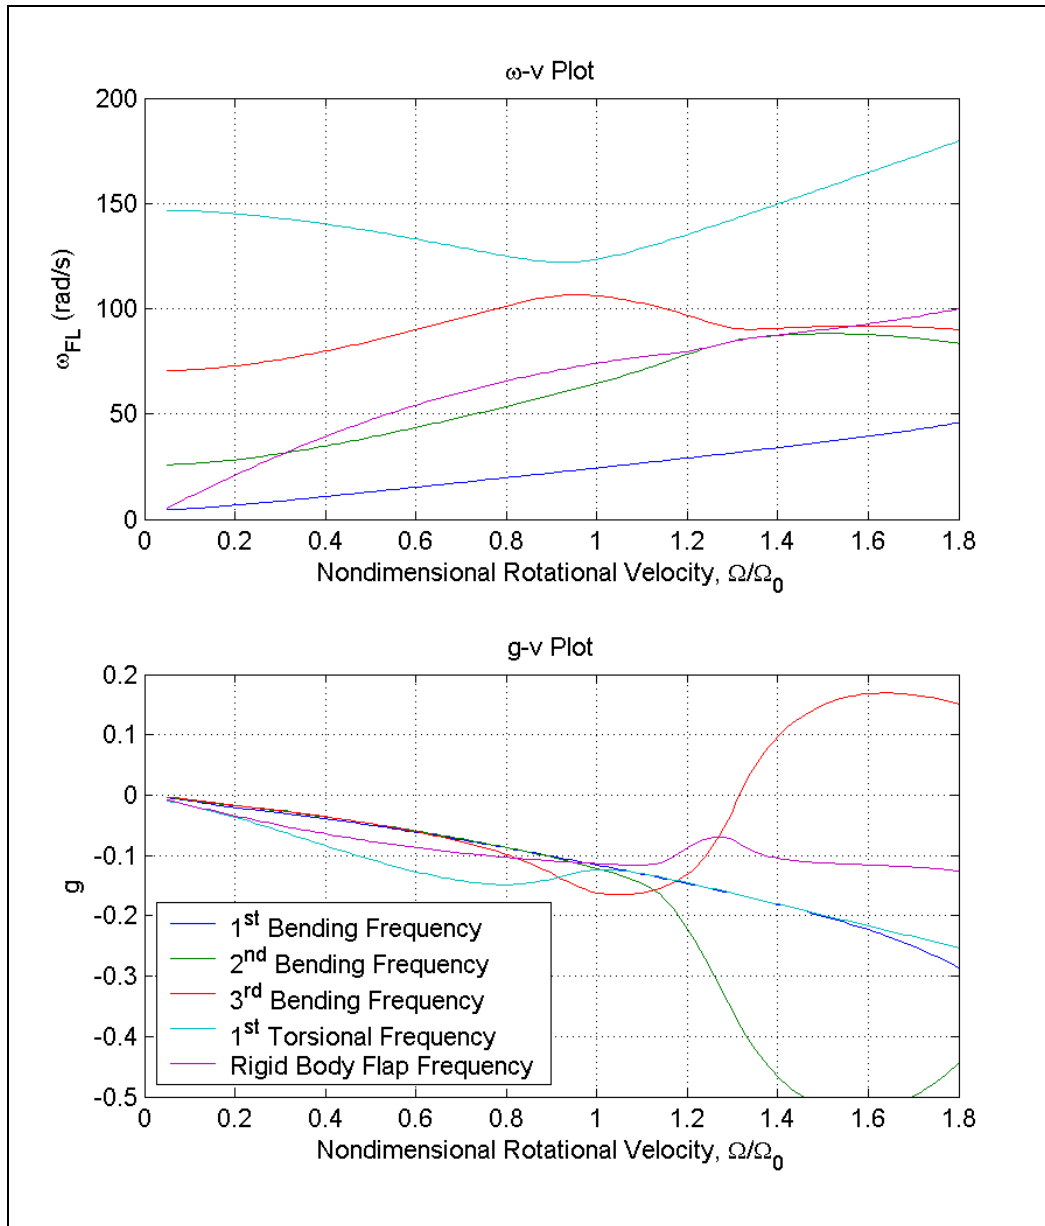 ω-v Plot
200
150
100
50
0
ω_FL (rad/s)
0 0.2 0.4 0.6 0.8 1 1.2 1.4 1.6 1.8
Nondimensional Rotational Velocity, Ω/Ω₀
g-v Plot
0.2
0.1
0
-0.1
-0.2
-0.3
-0.4
-0.5
g
1st Bending Frequency
2nd Bending Frequency
3rd Bending Frequency
1st Torsional Frequency
Rigid Body Flap Frequency
0 0.2 0.4 0.6 0.8 1 1.2 1.4 1.6 1.8
Nondimensional Rotational Velocity, Ω/Ω₀